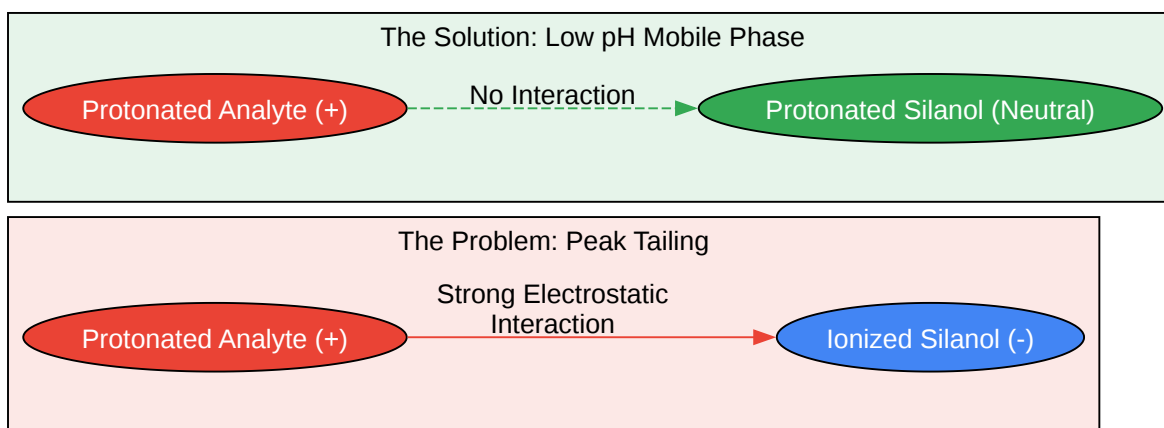 The Solution: Low pH Mobile Phase
Protonated Analyte (+)
No Interaction
Protonated Silanol (Neutral)
The Problem: Peak Tailing
Protonated Analyte (+)
Strong Electrostatic
Interaction
Ionized Silanol (-)